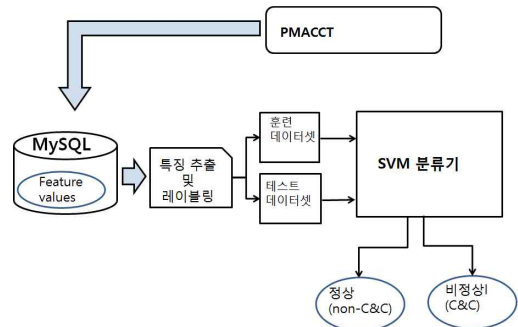 PMACCT
MySQL
Feature
values
특징 추출
및
레이블링
훈련
데이터셋
테스트
데이터셋
SVM 분류기
정상
(non-C&C)
비정상l
(C&C)